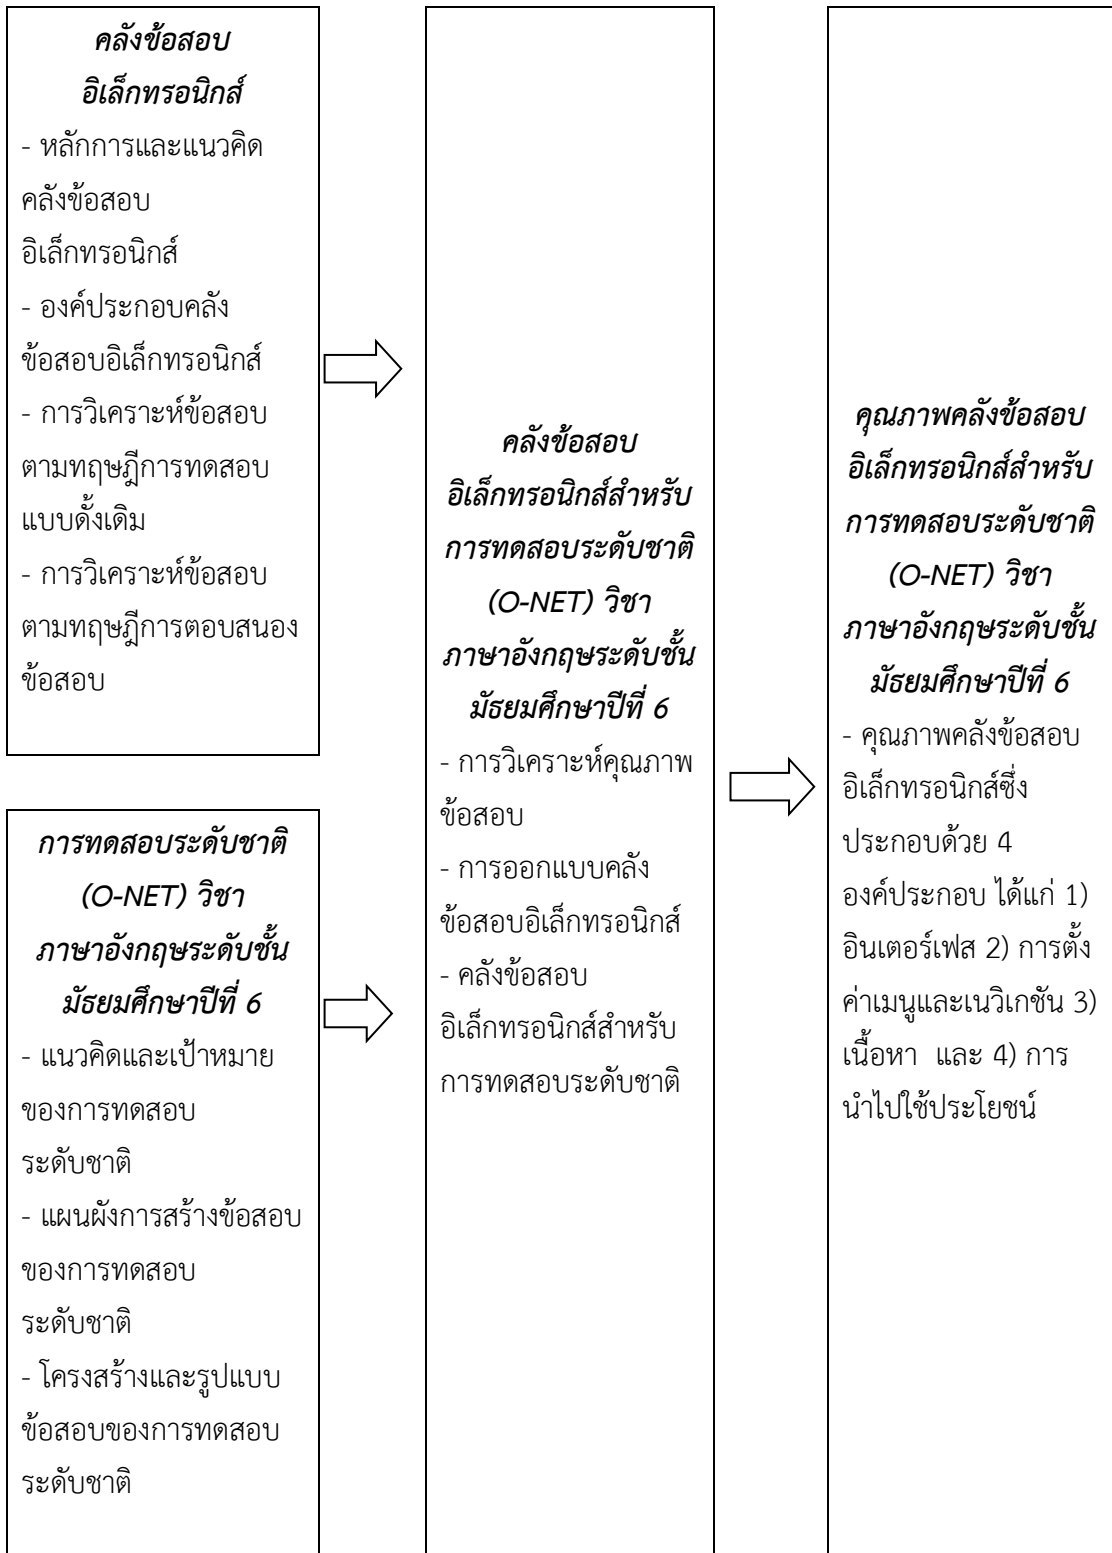 คลังข้อสอบ
อิเล็กทรอนิกส์
- หลักการและแนวคิด
คลังข้อสอบ
อิเล็กทรอนิกส์
- องค์ประกอบคลัง
ข้อสอบอิเล็กทรอนิกส์
- การวิเคราะห์ข้อสอบ
ตามทฤษฎีการทดสอบ
แบบดั้งเดิม
- การวิเคราะห์ข้อสอบ
ตามทฤษฎีการตอบสนอง
ข้อสอบ
การทดสอบระดับชาติ
(O-NET) วิชา
ภาษาอังกฤษระดับชั้น
มัธยมศึกษาปีที่ 6
- แนวคิดและเป้าหมาย
ของการทดสอบ
ระดับชาติ
- แผนผังการสร้างข้อสอบ
ของการทดสอบ
ระดับชาติ
- โครงสร้างและรูปแบบ
ข้อสอบของการทดสอบ
ระดับชาติ
คลังข้อสอบ
อิเล็กทรอนิกส์สำหรับ
การทดสอบระดับชาติ
(O-NET) วิชา
ภาษาอังกฤษระดับชั้น
มัธยมศึกษาปีที่ 6
- การวิเคราะห์คุณภาพ
ข้อสอบ
- การออกแบบคลัง
ข้อสอบอิเล็กทรอนิกส์
- คลังข้อสอบ
อิเล็กทรอนิกส์สำหรับ
การทดสอบระดับชาติ
คุณภาพคลังข้อสอบ
อิเล็กทรอนิกส์สำหรับ
การทดสอบระดับชาติ
(O-NET) วิชา
ภาษาอังกฤษระดับชั้น
มัธยมศึกษาปีที่ 6
- คุณภาพคลังข้อสอบ
อิเล็กทรอนิกส์ซึ่ง
ประกอบด้วย 4
องค์ประกอบ ได้แก่ 1)
อินเตอร์เฟส 2) การตั้ง
ค่าเมนูและเนวิเกชัน 3)
เนื้อหา และ 4) การ
นำไปใช้ประโยชน์